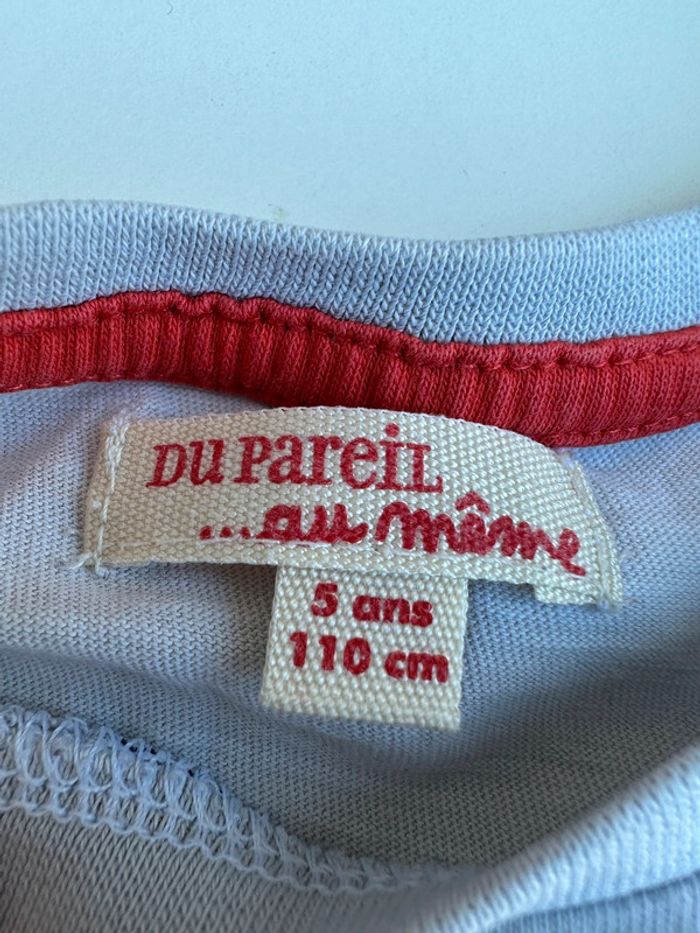 DU PareiL
...au même
5 ans
110 cm